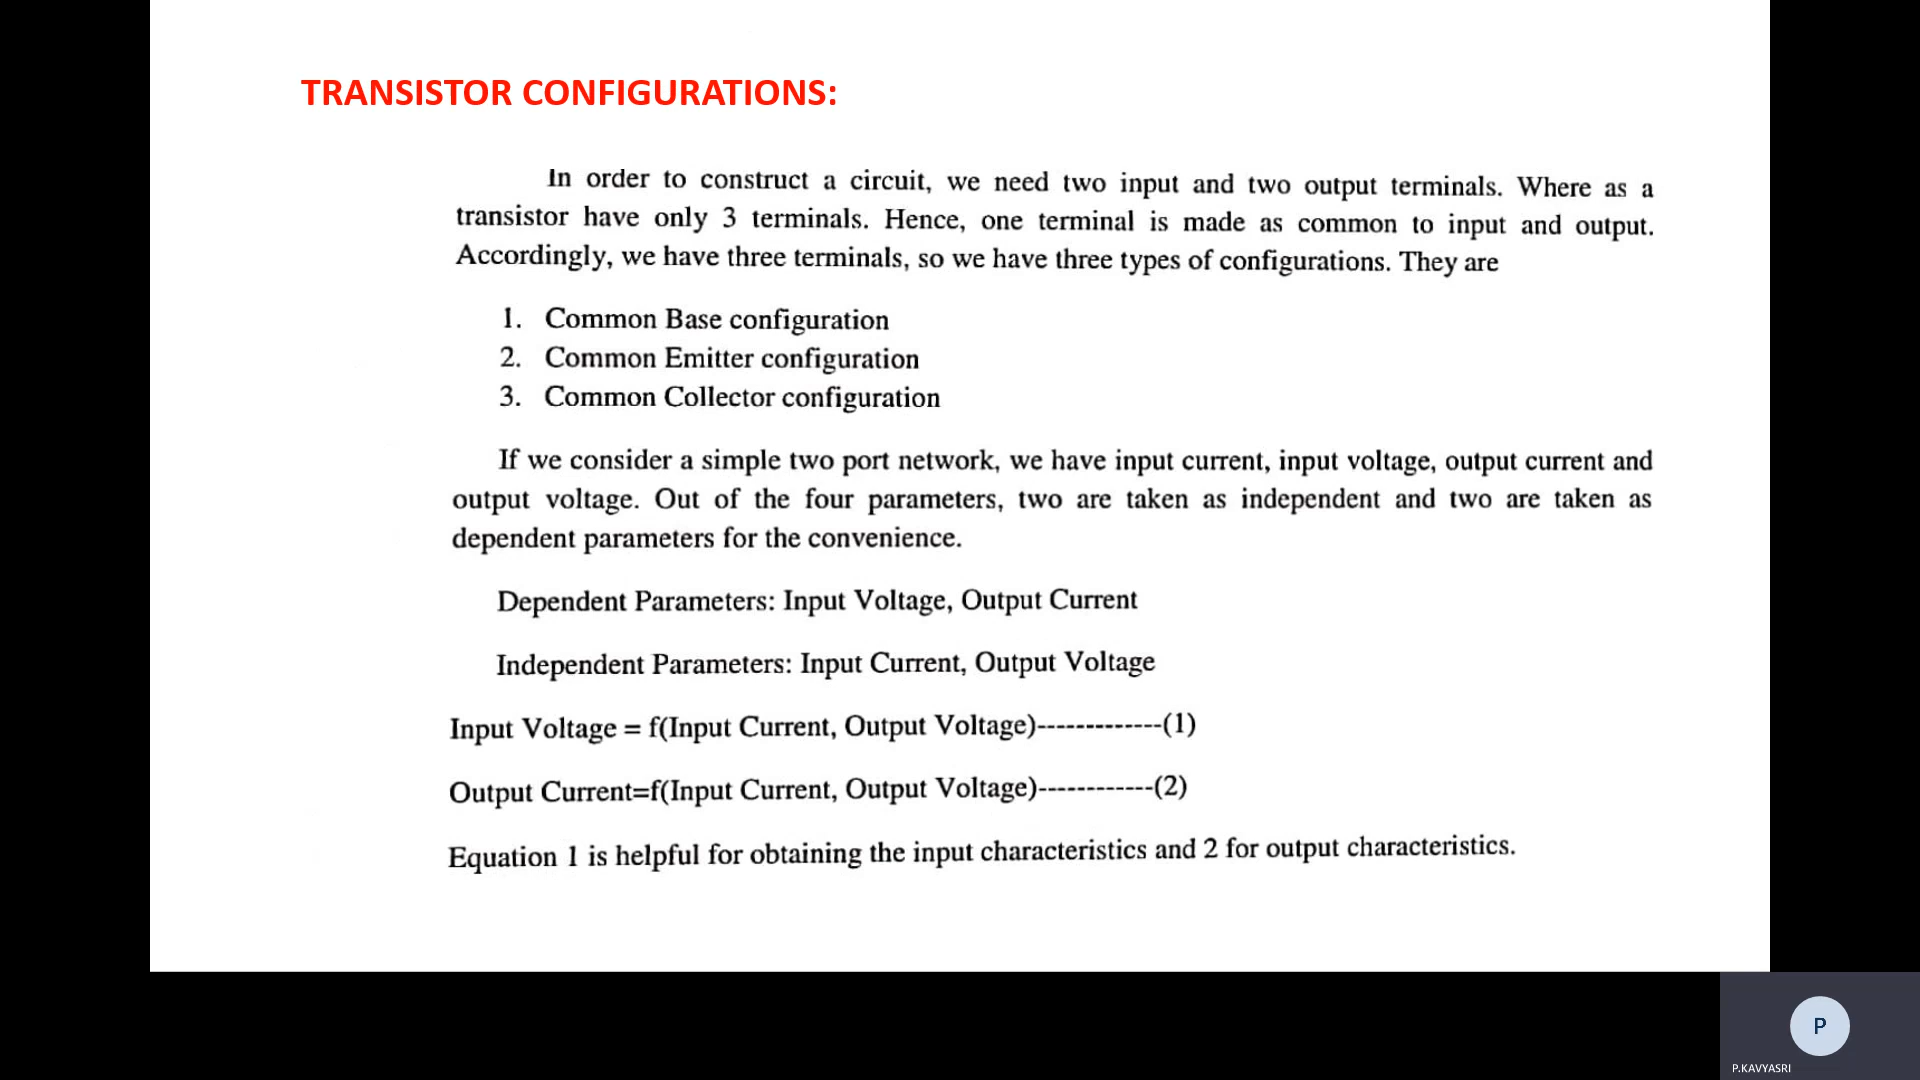 TRANSISTOR CONFIGURATIONS:
In order to construct a circuit, we need two input and two output terminals. Where as a
transistor have only 3 terminals. Hence, one terminal is made as common to input and output.
Accordingly, we have three terminals, so we have three types of configurations. They are
1. Common Base configuration
2. Common Emitter configuration
3. Common Collector configuration
If we consider a simple two port network, we have input current, input voltage, output current and
output voltage. Out of the four parameters, two are taken as independent and two are taken as
dependent parameters for the convenience.
Dependent Parameters: Input Voltage, Output Current
Independent Parameters: Input Current, Output Voltage
Input Voltage = f(Input Current, Output Voltage)-------------(1)
Output Current=f(Input Current, Output Voltage)------------(2)
Equation 1 is helpful for obtaining the input characteristics and 2 for output characteristics.
P
P.KAVYASRI